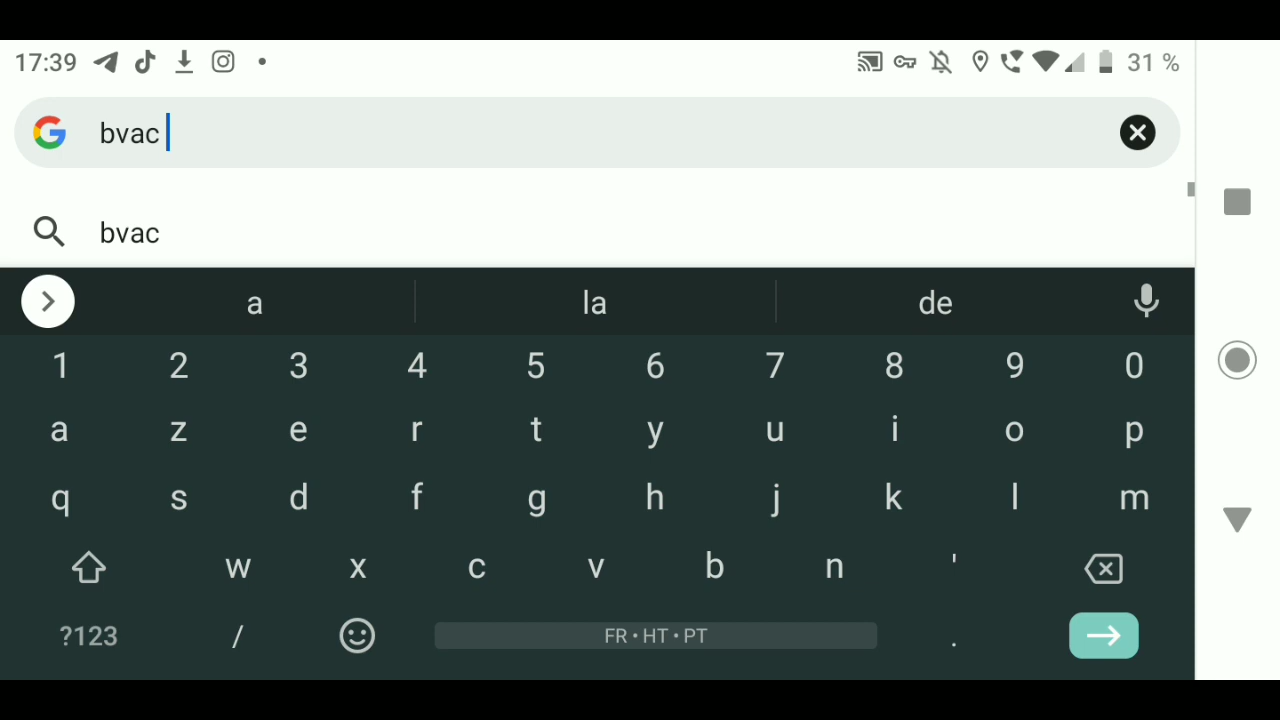 17:39 31 %
bvac
bvac
a la de
1 2 3 4 5 6 7 8 9 0
a z e r t y u i o p
q s d f g h j k l m
w x c v b n '
?123 / FR • HT • PT .